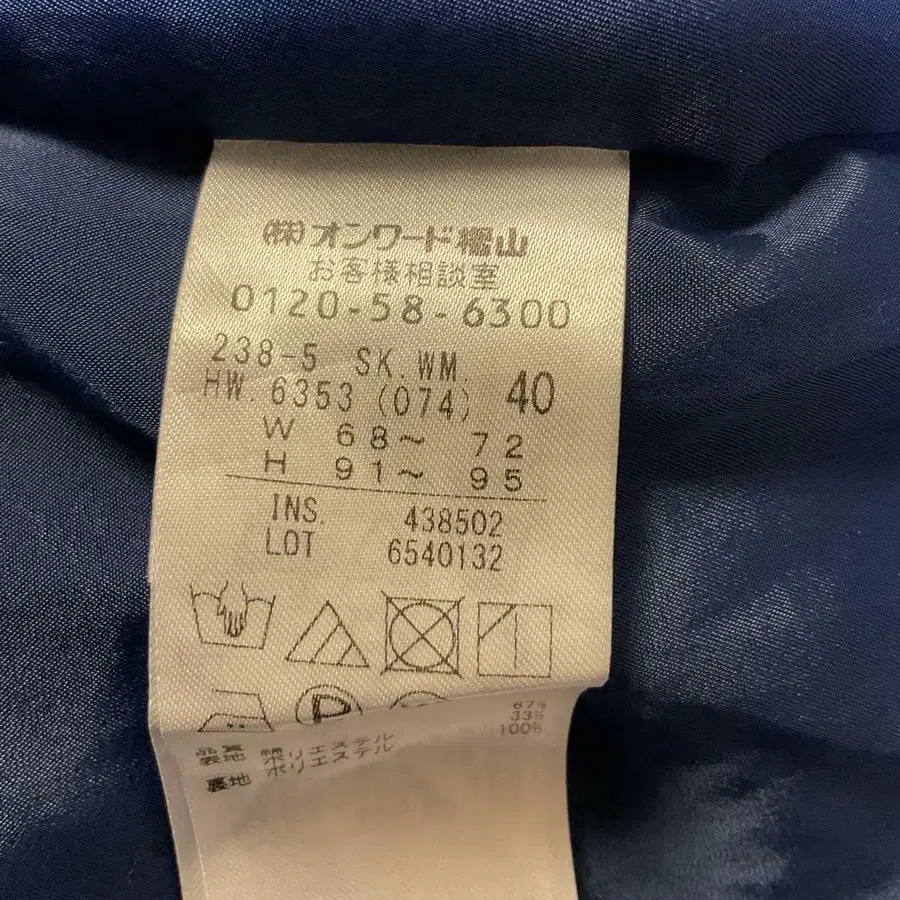 (株)オンワード樫山
お客様相談室
0120-58-6300
238-5 SK.WM.
HW. 6353 (074) 40
W 68~ 72
H 91~ 95
INS. 438502
LOT 6540132
P
品質
表地 綿 67%
ポリエステル 33%
裏地 ポリエステル 100%